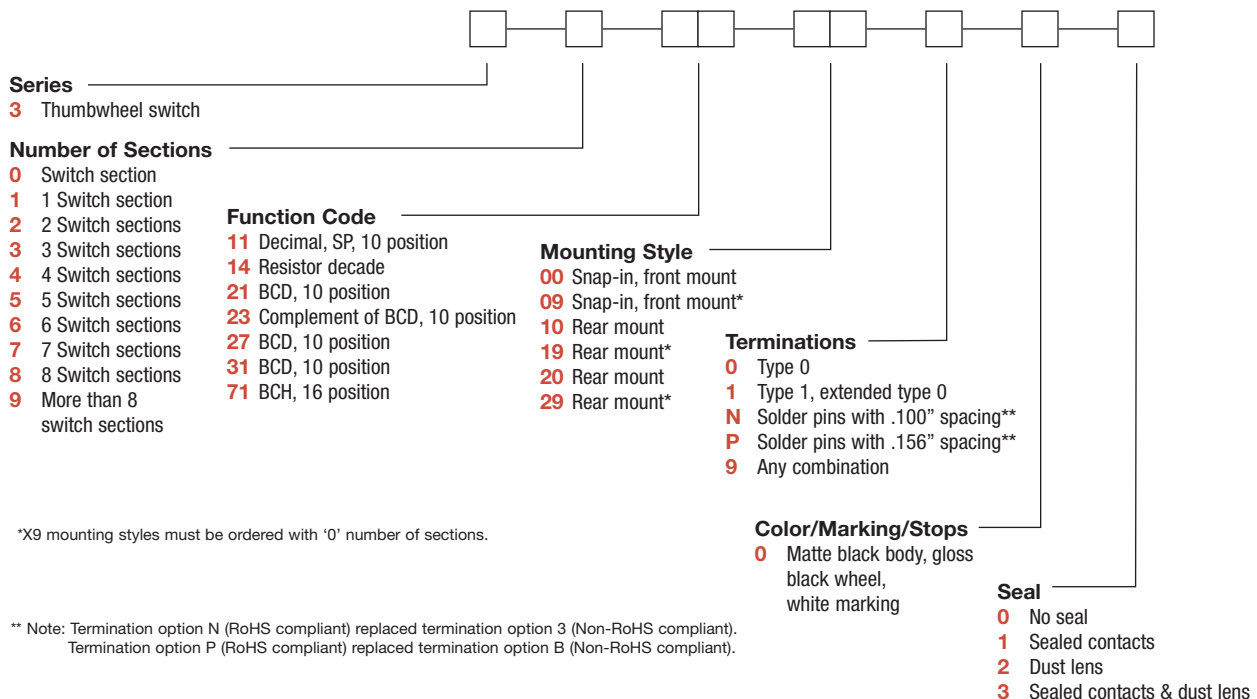 Series
3 Thumbwheel switch
Number of Sections
0 Switch section
1 1 Switch section
2 2 Switch sections
3 3 Switch sections
4 4 Switch sections
5 5 Switch sections
6 6 Switch sections
7 7 Switch sections
8 8 Switch sections
9 More than 8
switch sections
Function Code
11 Decimal, SP, 10 position
14 Resistor decade
21 BCD, 10 position
23 Complement of BCD, 10 position
27 BCD, 10 position
31 BCD, 10 position
71 BCH, 16 position
Mounting Style
00 Snap-in, front mount
09 Snap-in, front mount*
10 Rear mount
19 Rear mount*
20 Rear mount
29 Rear mount*
Terminations
0 Type 0
1 Type 1, extended type 0
N Solder pins with .100” spacing**
P Solder pins with .156” spacing**
9 Any combination
Color/Marking/Stops
0 Matte black body, gloss
black wheel,
white marking
Seal
0 No seal
1 Sealed contacts
2 Dust lens
3 Sealed contacts & dust lens
*X9 mounting styles must be ordered with ‘0’ number of sections.
** Note: Termination option N (RoHS compliant) replaced termination option 3 (Non-RoHS compliant).
Termination option P (RoHS compliant) replaced termination option B (Non-RoHS compliant).